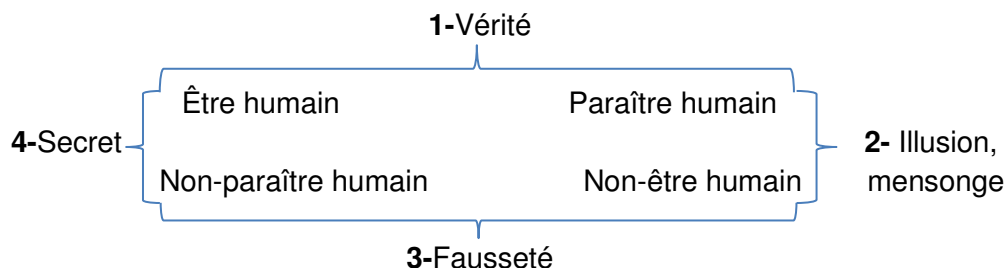 1-Vérité
Être humain Paraître humain
4-Secret 2- Illusion,
mensonge
Non-paraître humain Non-être humain
3-Fausseté